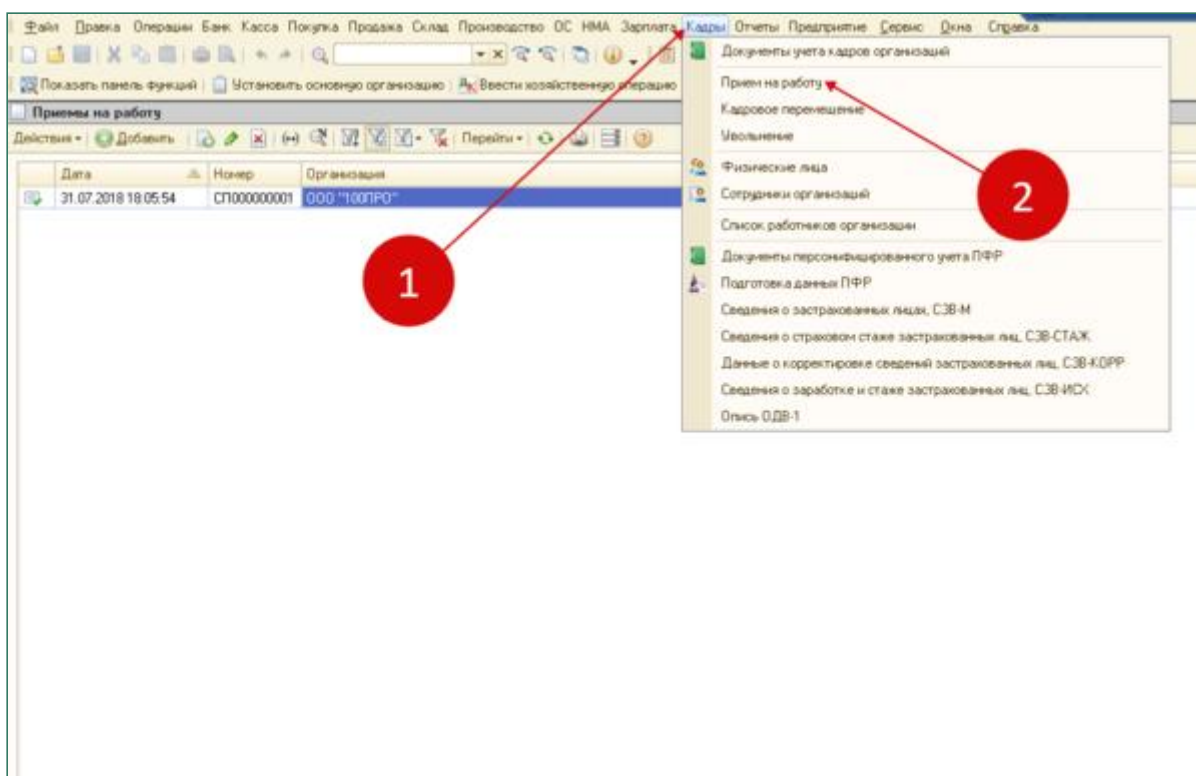 Файл Правка Операции Банк Касса Покупка Продажа Склад Производство ОС НМА Зарплата Кадры Отчеты Предприятие Сервис Окна Справка
Показать панель функций Установить основную организацию Ввести хозяйственную операцию
Приемы на работу
Действия Добавить Перейти
Дата Номер Организация
31.07.2018 18:05:54 СП000000001 ООО "100ПРО"
Документы учета кадров организаций
Прием на работу
Кадровое перемещение
Увольнение
Физические лица
Сотрудники организаций
Список работников организации
Документы персонифицированного учета ПФР
Подготовка данных ПФР
Сведения о застрахованных лицах, СЗВ-М
Сведения о страховом стаже застрахованных лиц, СЗВ-СТАЖ
Данные о корректировке сведений застрахованных лиц, СЗВ-КОРР
Сведения о заработке и стаже застрахованных лиц, СЗВ-ИСХ
Опись ОДВ-1
1
2